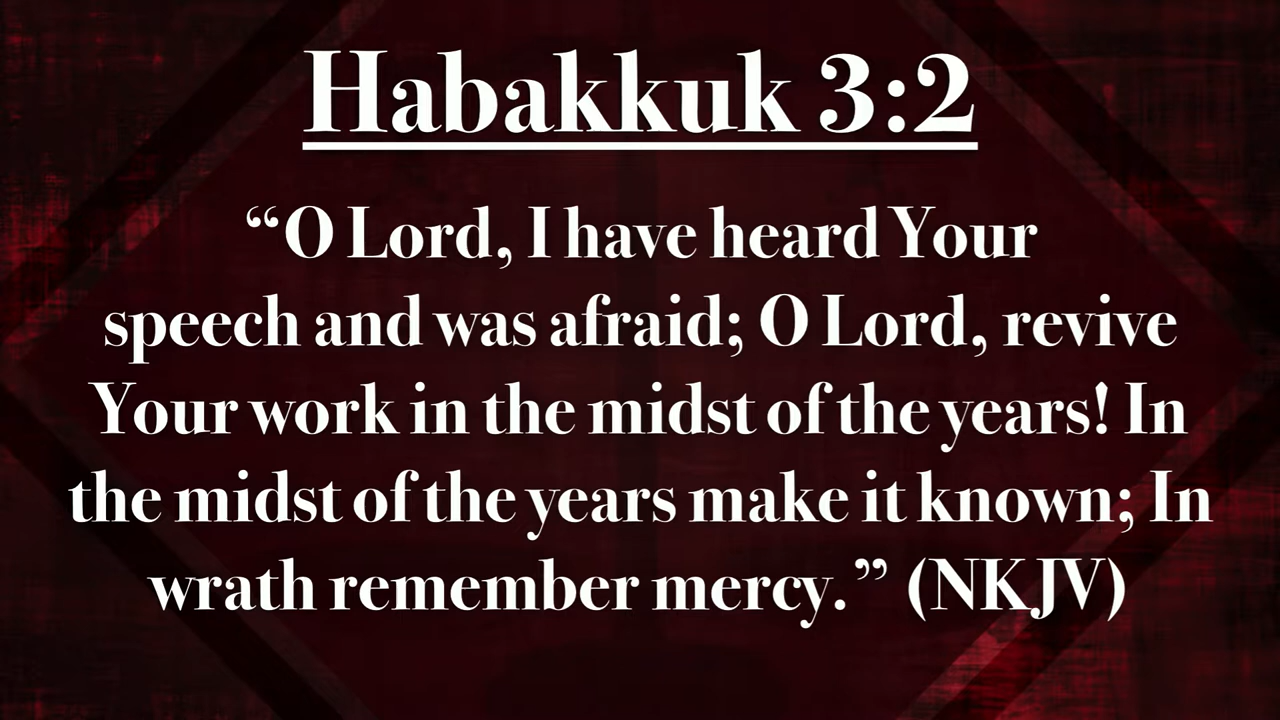 Habakkuk 3:2
“O Lord, I have heard Your
speech and was afraid; O Lord, revive
Your work in the midst of the years! In
the midst of the years make it known; In
wrath remember mercy.” (NKJV)